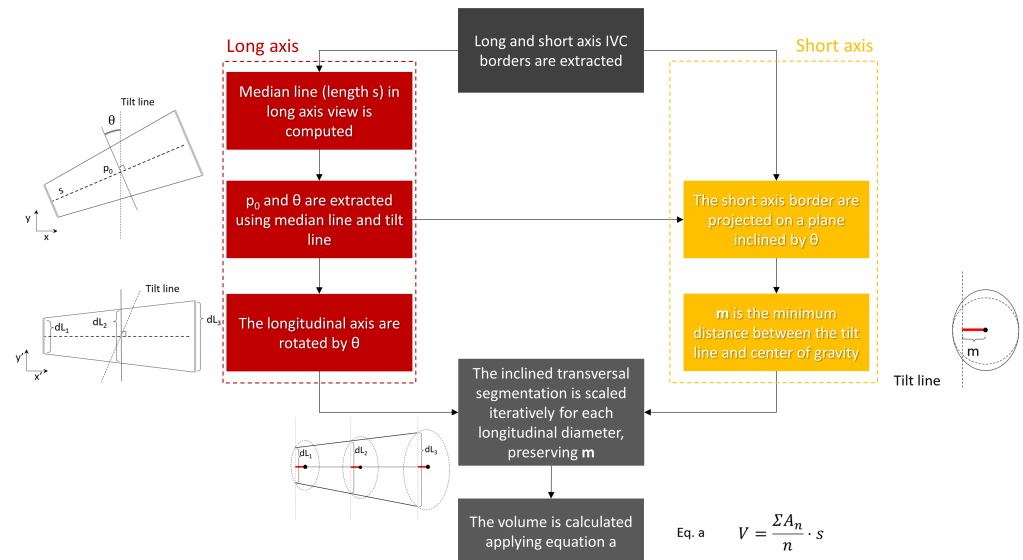 Long and short axis IVC
borders are extracted
Long axis
Short axis
Median line (length s) in
long axis view is
computed
Tilt line
θ
p₀
s
y
x
p₀ and θ are extracted
using median line and tilt
line
The short axis border are
projected on a plane
inclined by θ
Tilt line
dL₁
dL₂
dL₃
y'
x'
The longitudinal axis are
rotated by θ
m is the minimum
distance between the tilt
line and center of gravity
m
Tilt line
The inclined transversal
segmentation is scaled
iteratively for each
longitudinal diameter,
preserving m
dL₁
dL₂
dL₃
The volume is calculated
applying equation a
Eq. a
V = ΣAₙ/n · s